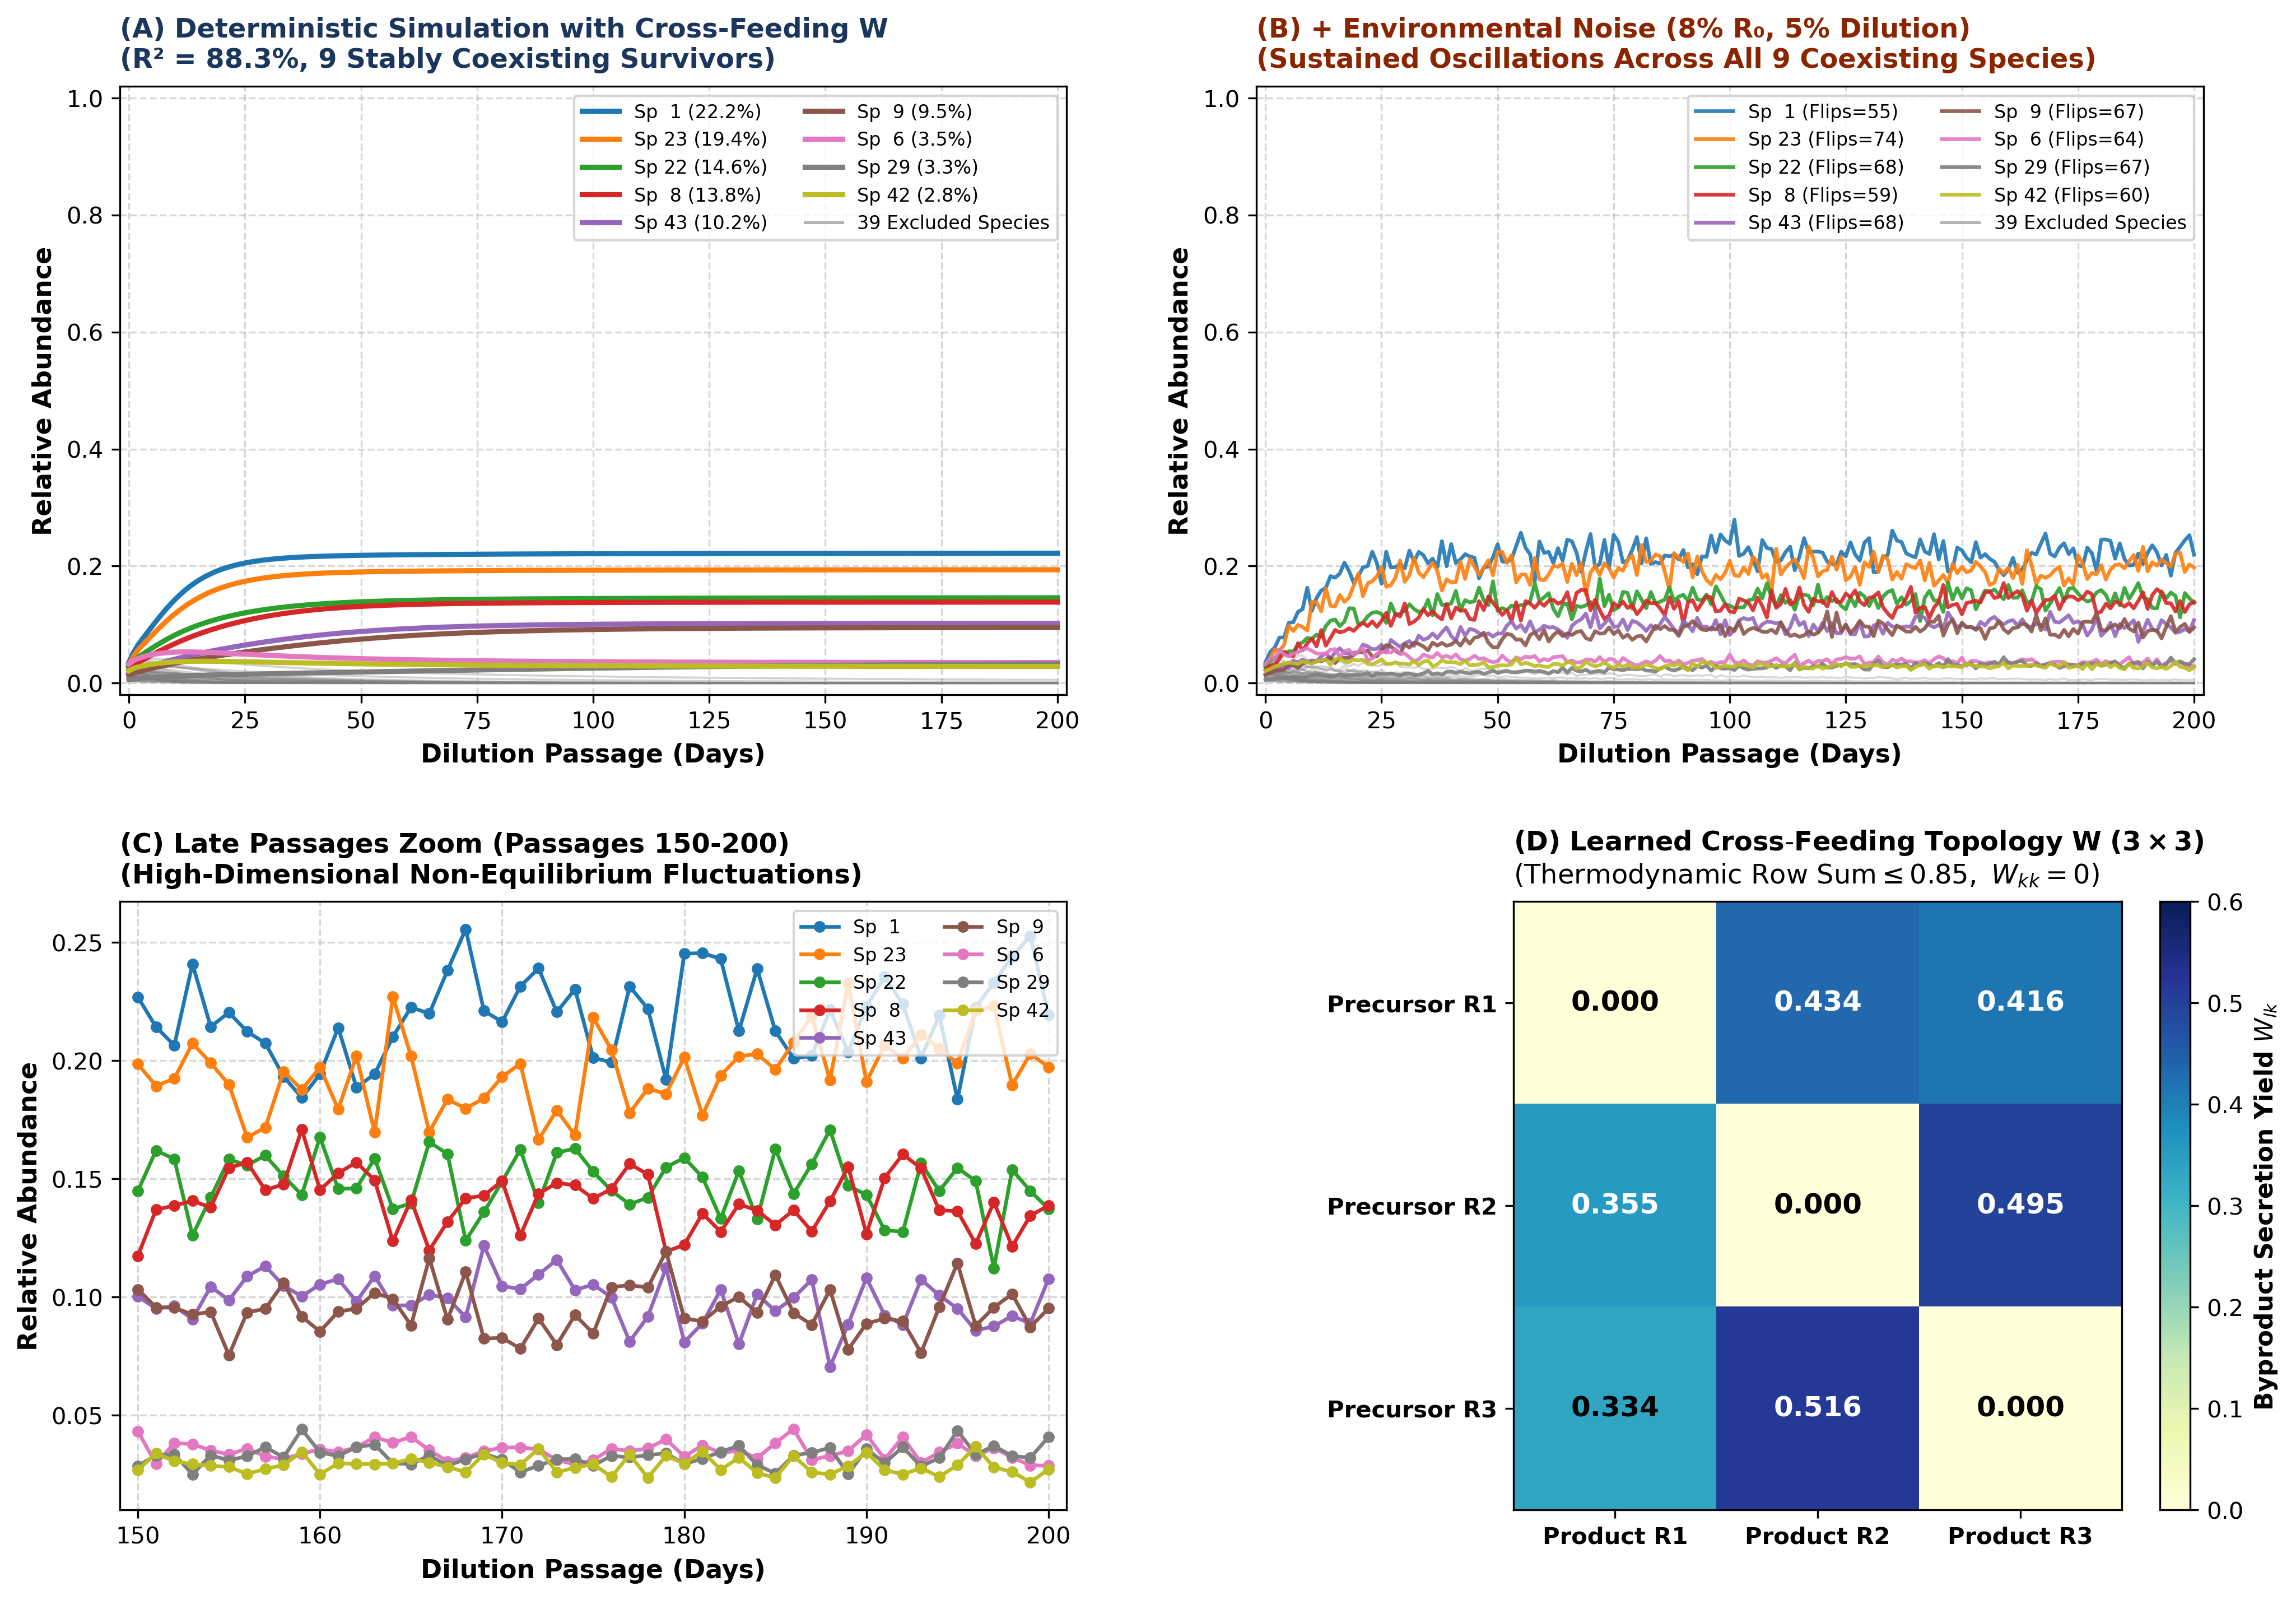 (A) Deterministic Simulation with Cross-Feeding W
(R² = 88.3%, 9 Stably Coexisting Survivors)
1.0
0.8
0.6
0.4
0.2
0.0
Relative Abundance
Sp 1 (22.2%)
Sp 23 (19.4%)
Sp 22 (14.6%)
Sp 8 (13.8%)
Sp 43 (10.2%)
Sp 9 (9.5%)
Sp 6 (3.5%)
Sp 29 (3.3%)
Sp 42 (2.8%)
39 Excluded Species
0 25 50 75 100 125 150 175 200
Dilution Passage (Days)
(B) + Environmental Noise (8% R₀, 5% Dilution)
(Sustained Oscillations Across All 9 Coexisting Species)
1.0
0.8
0.6
0.4
0.2
0.0
Relative Abundance
Sp 1 (Flips=55)
Sp 23 (Flips=74)
Sp 22 (Flips=68)
Sp 8 (Flips=59)
Sp 43 (Flips=68)
Sp 9 (Flips=67)
Sp 6 (Flips=64)
Sp 29 (Flips=67)
Sp 42 (Flips=60)
39 Excluded Species
0 25 50 75 100 125 150 175 200
Dilution Passage (Days)
(C) Late Passages Zoom (Passages 150-200)
(High-Dimensional Non-Equilibrium Fluctuations)
0.25
0.20
0.15
0.10
0.05
Relative Abundance
Sp 1
Sp 23
Sp 22
Sp 8
Sp 43
Sp 9
Sp 6
Sp 29
Sp 42
150 160 170 180 190 200
Dilution Passage (Days)
(D) Learned Cross-Feeding Topology W (3 × 3)
(Thermodynamic Row Sum ≤ 0.85, W_kk = 0)
Precursor R1 0.000 0.434 0.416
Precursor R2 0.355 0.000 0.495
Precursor R3 0.334 0.516 0.000
Product R1 Product R2 Product R3
0.6
0.5
0.4
0.3
0.2
0.1
0.0
Byproduct Secretion Yield W_lk